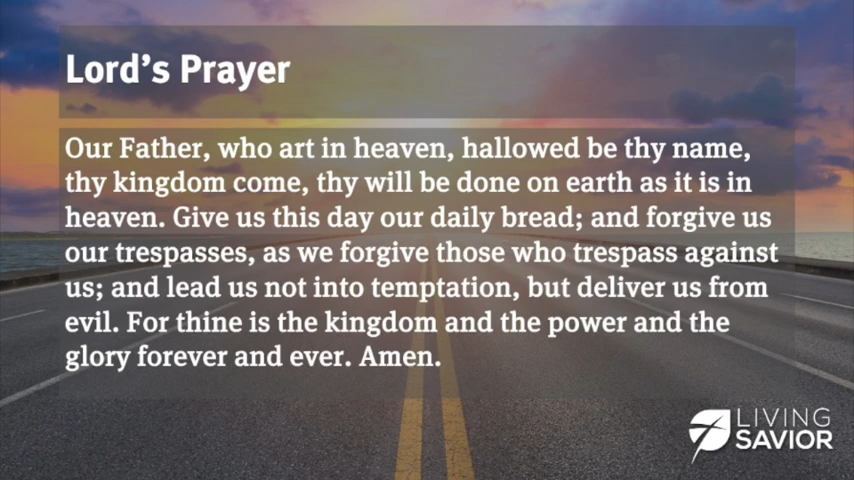 Lord's Prayer
Our Father, who art in heaven, hallowed be thy name,
thy kingdom come, thy will be done on earth as it is in
heaven. Give us this day our daily bread; and forgive us
our trespasses, as we forgive those who trespass against
us; and lead us not into temptation, but deliver us from
evil. For thine is the kingdom and the power and the
glory forever and ever. Amen.
LIVING
SAVIOR